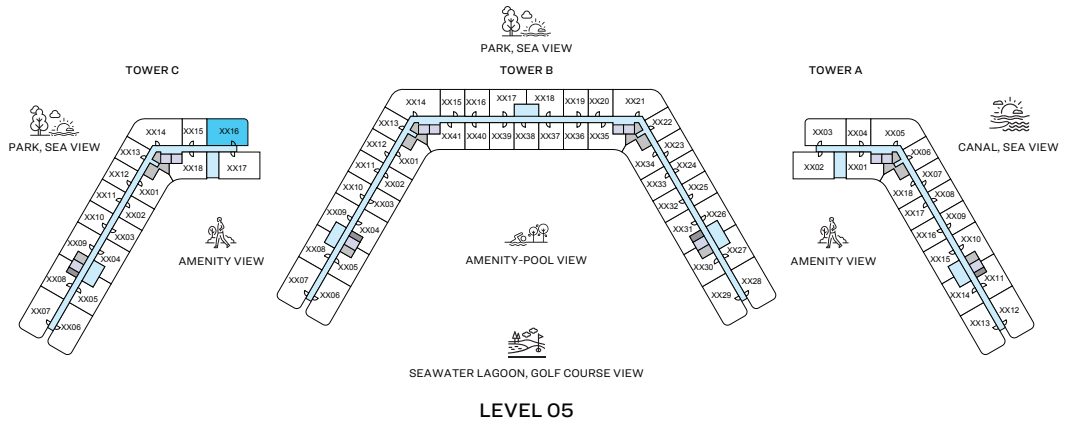 PARK, SEA VIEW
TOWER C
TOWER B
TOWER A
PARK, SEA VIEW
CANAL, SEA VIEW
XX14
XX15
XX16
XX13
XX12
XX11
XX10
XX09
XX08
XX07
XX06
XX05
XX04
XX03
XX02
XX01
XX18
XX17
AMENITY VIEW
XX14
XX15
XX16
XX17
XX18
XX19
XX20
XX21
XX13
XX12
XX11
XX10
XX09
XX08
XX07
XX06
XX05
XX04
XX03
XX02
XX01
XX41
XX40
XX39
XX38
XX37
XX36
XX35
XX22
XX23
XX24
XX25
XX26
XX27
XX28
XX29
XX30
XX31
XX32
XX33
XX34
AMENITY-POOL VIEW
XX03
XX04
XX05
XX02
XX01
XX06
XX07
XX08
XX09
XX10
XX11
XX12
XX13
XX14
XX15
XX16
XX17
XX18
AMENITY VIEW
SEAWATER LAGOON, GOLF COURSE VIEW
LEVEL 05